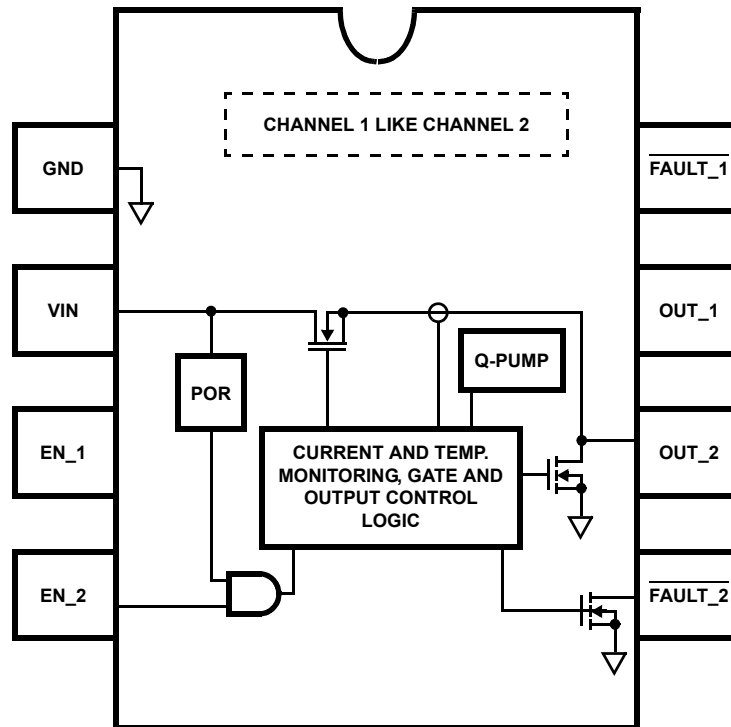 CHANNEL 1 LIKE CHANNEL 2
GND
FAULT_1
VIN
OUT_1
Q-PUMP
POR
EN_1
CURRENT AND TEMP.
MONITORING, GATE AND
OUTPUT CONTROL
LOGIC
OUT_2
EN_2
FAULT_2